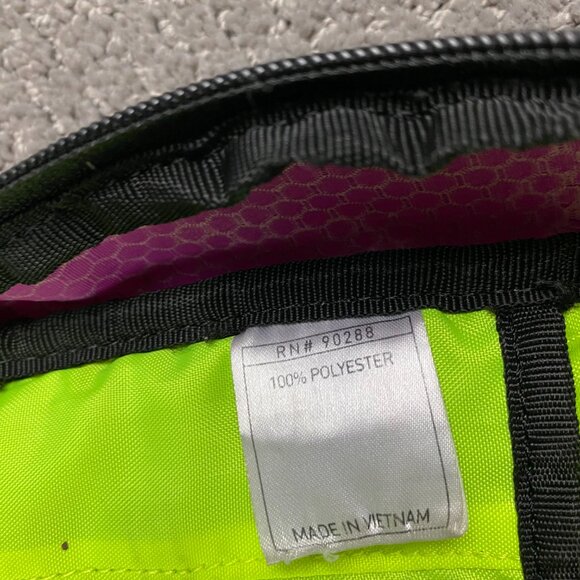 RN# 90288
100% POLYESTER
MADE IN VIETNAM